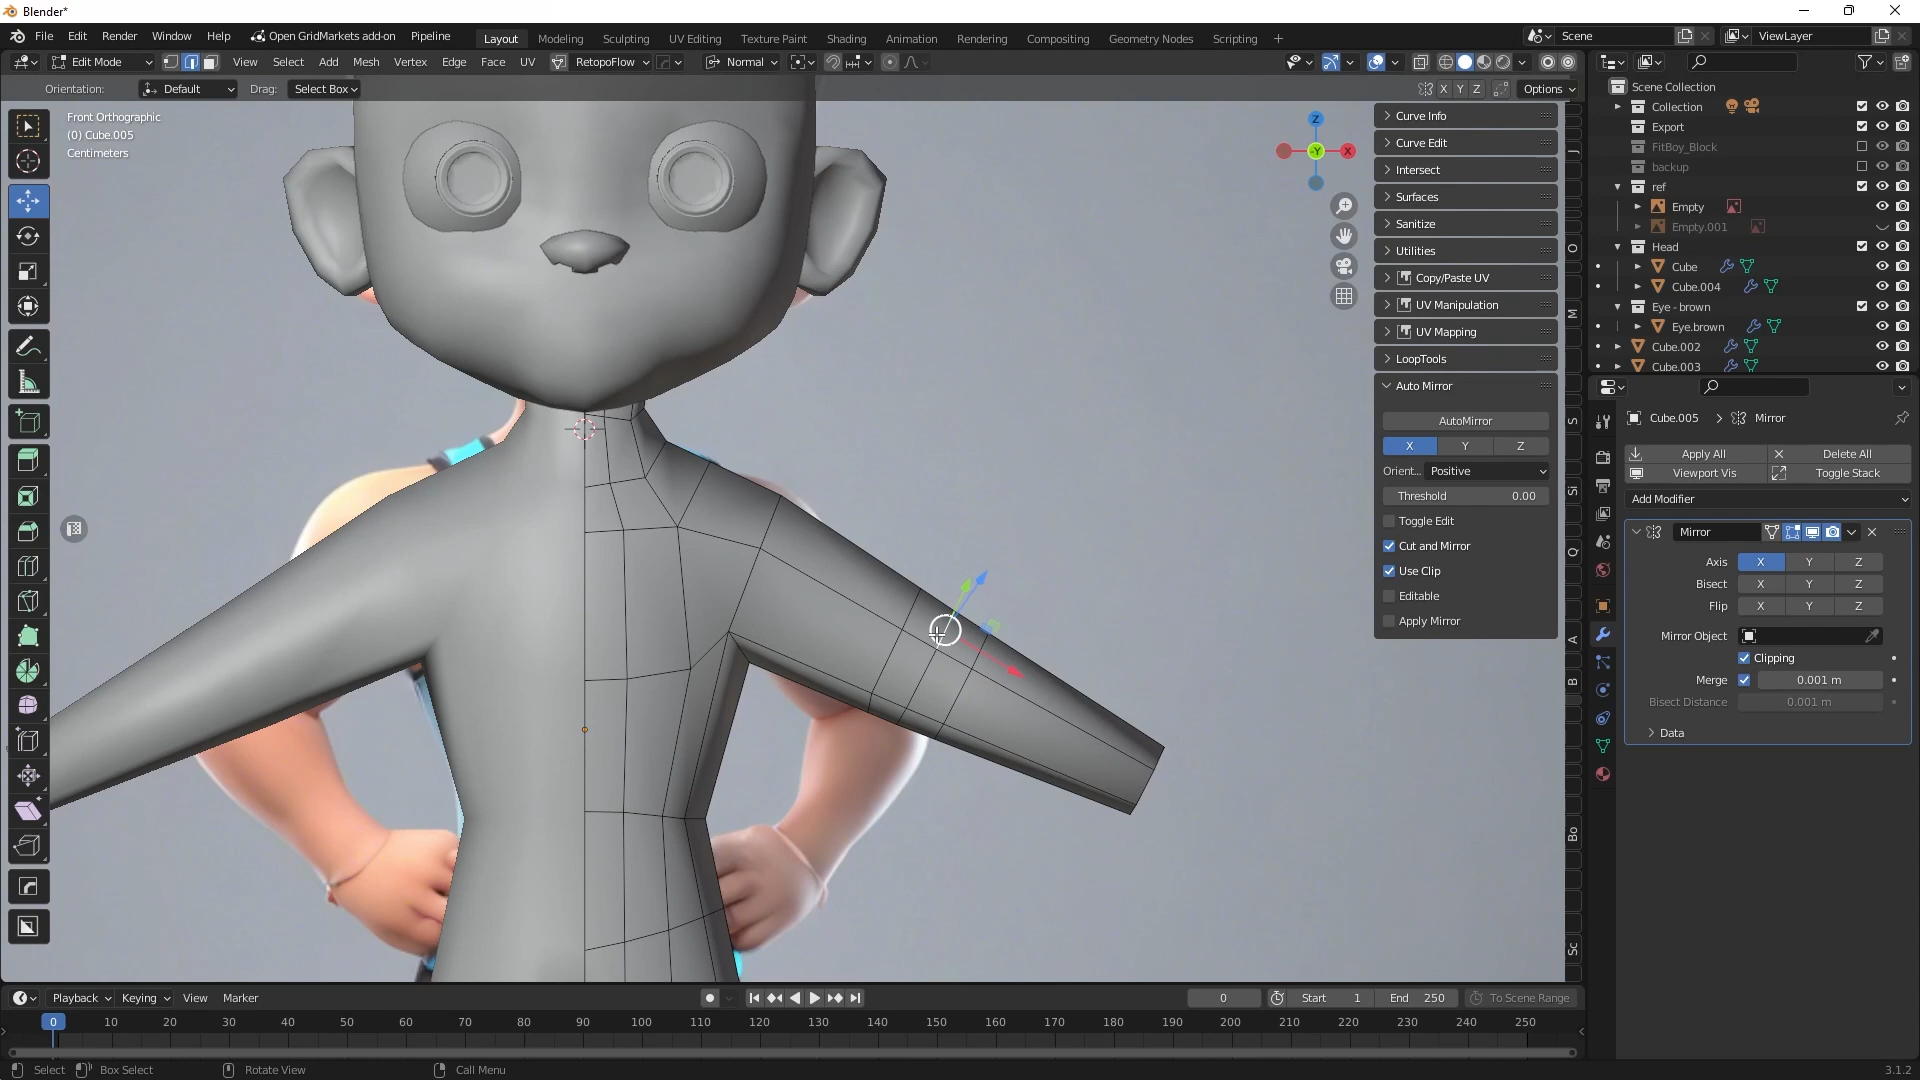 Blender*
File Edit Render Window Help Open GridMarkets add-on Pipeline Layout Modeling Sculpting UV Editing Texture Paint Shading Animation Rendering Compositing Geometry Nodes Scripting + Scene ViewLayer
Edit Mode View Select Add Mesh Vertex Edge Face UV RetopoFlow Normal
Orientation: Default Drag: Select Box X Y Z Options
Front Orthographic
(0) Cube.005
Centimeters
Z
-Y
X
Curve Info
Curve Edit
Intersect
Surfaces
Sanitize
Utilities
Copy/Paste UV
UV Manipulation
UV Mapping
LoopTools
Auto Mirror
AutoMirror
X Y Z
Orient... Positive
Threshold 0.00
Toggle Edit
Cut and Mirror
Use Clip
Editable
Apply Mirror
J
O
M
S
Si
Q
A
B
Bo
Sc
Scene Collection
Collection
Export
FitBoy_Block
backup
ref
Empty
Empty.001
Head
Cube
Cube.004
Eye - brown
Eye.brown
Cube.002
Cube.003
Cube.005 > Mirror
Apply All Delete All
Viewport Vis Toggle Stack
Add Modifier
Mirror
Axis X Y Z
Bisect X Y Z
Flip X Y Z
Mirror Object
Clipping
Merge 0.001 m
Bisect Distance 0.001 m
Data
Playback Keying View Marker 0 Start 1 End 250 To Scene Range
0 10 20 30 40 50 60 70 80 90 100 110 120 130 140 150 160 170 180 190 200 210 220 230 240 250
Select Box Select Rotate View Call Menu 3.1.2